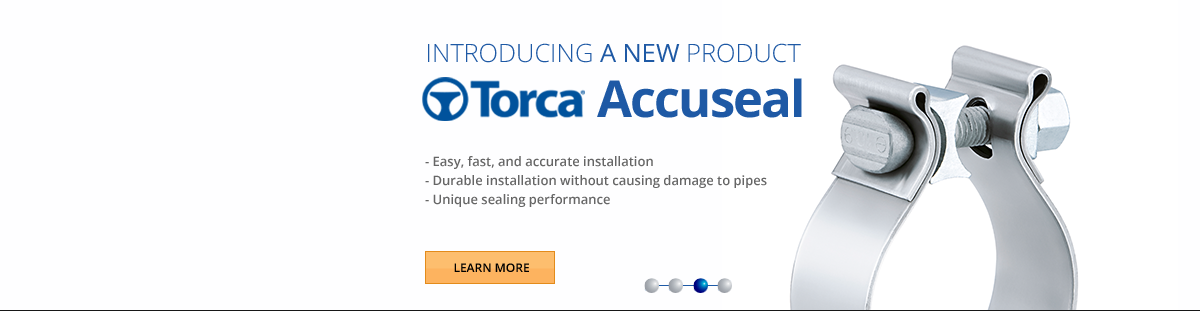 INTRODUCING A NEW PRODUCT
Torca® Accuseal
- Easy, fast, and accurate installation
- Durable installation without causing damage to pipes
- Unique sealing performance
LEARN MORE